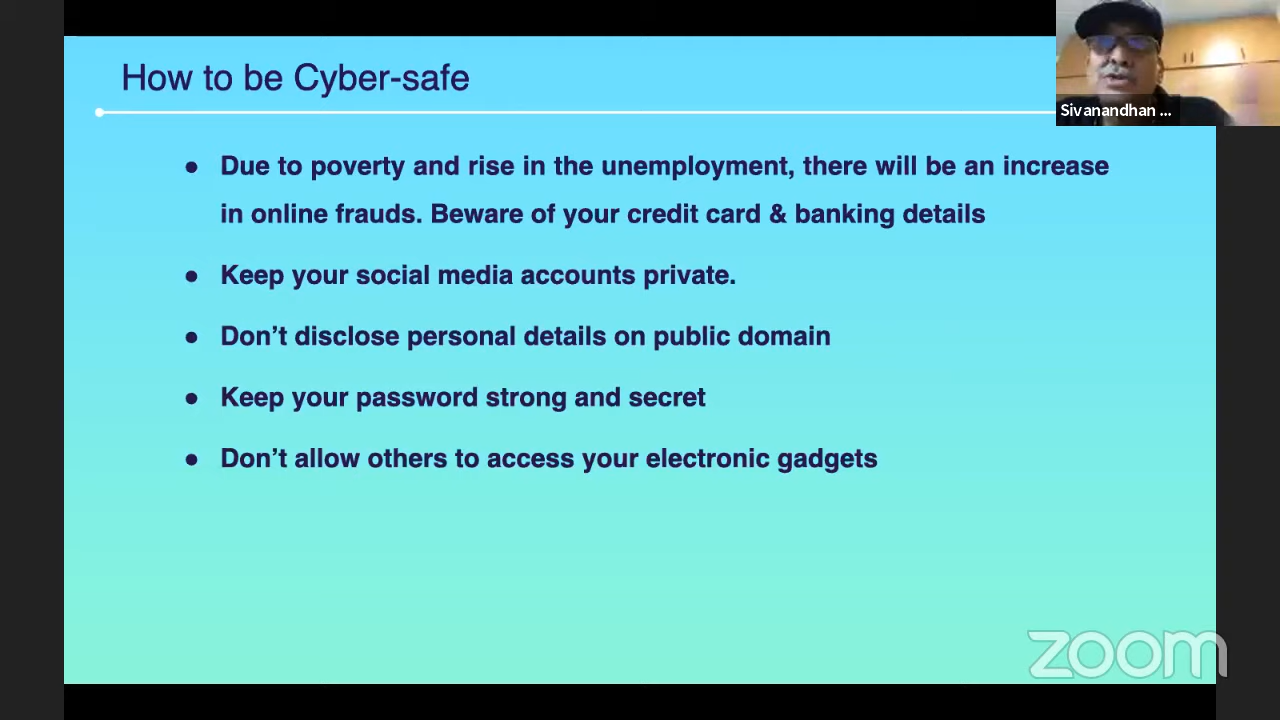 How to be Cyber-safe
Sivanandhan ...
● Due to poverty and rise in the unemployment, there will be an increase
in online frauds. Beware of your credit card & banking details
● Keep your social media accounts private.
● Don’t disclose personal details on public domain
● Keep your password strong and secret
● Don’t allow others to access your electronic gadgets
zoom